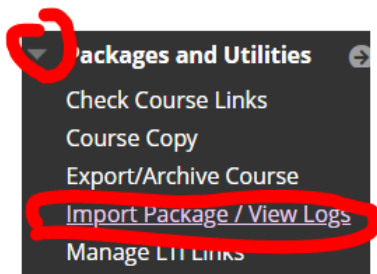 Packages and Utilities
Check Course Links
Course Copy
Export/Archive Course
Import Package / View Logs
Manage LTI Links